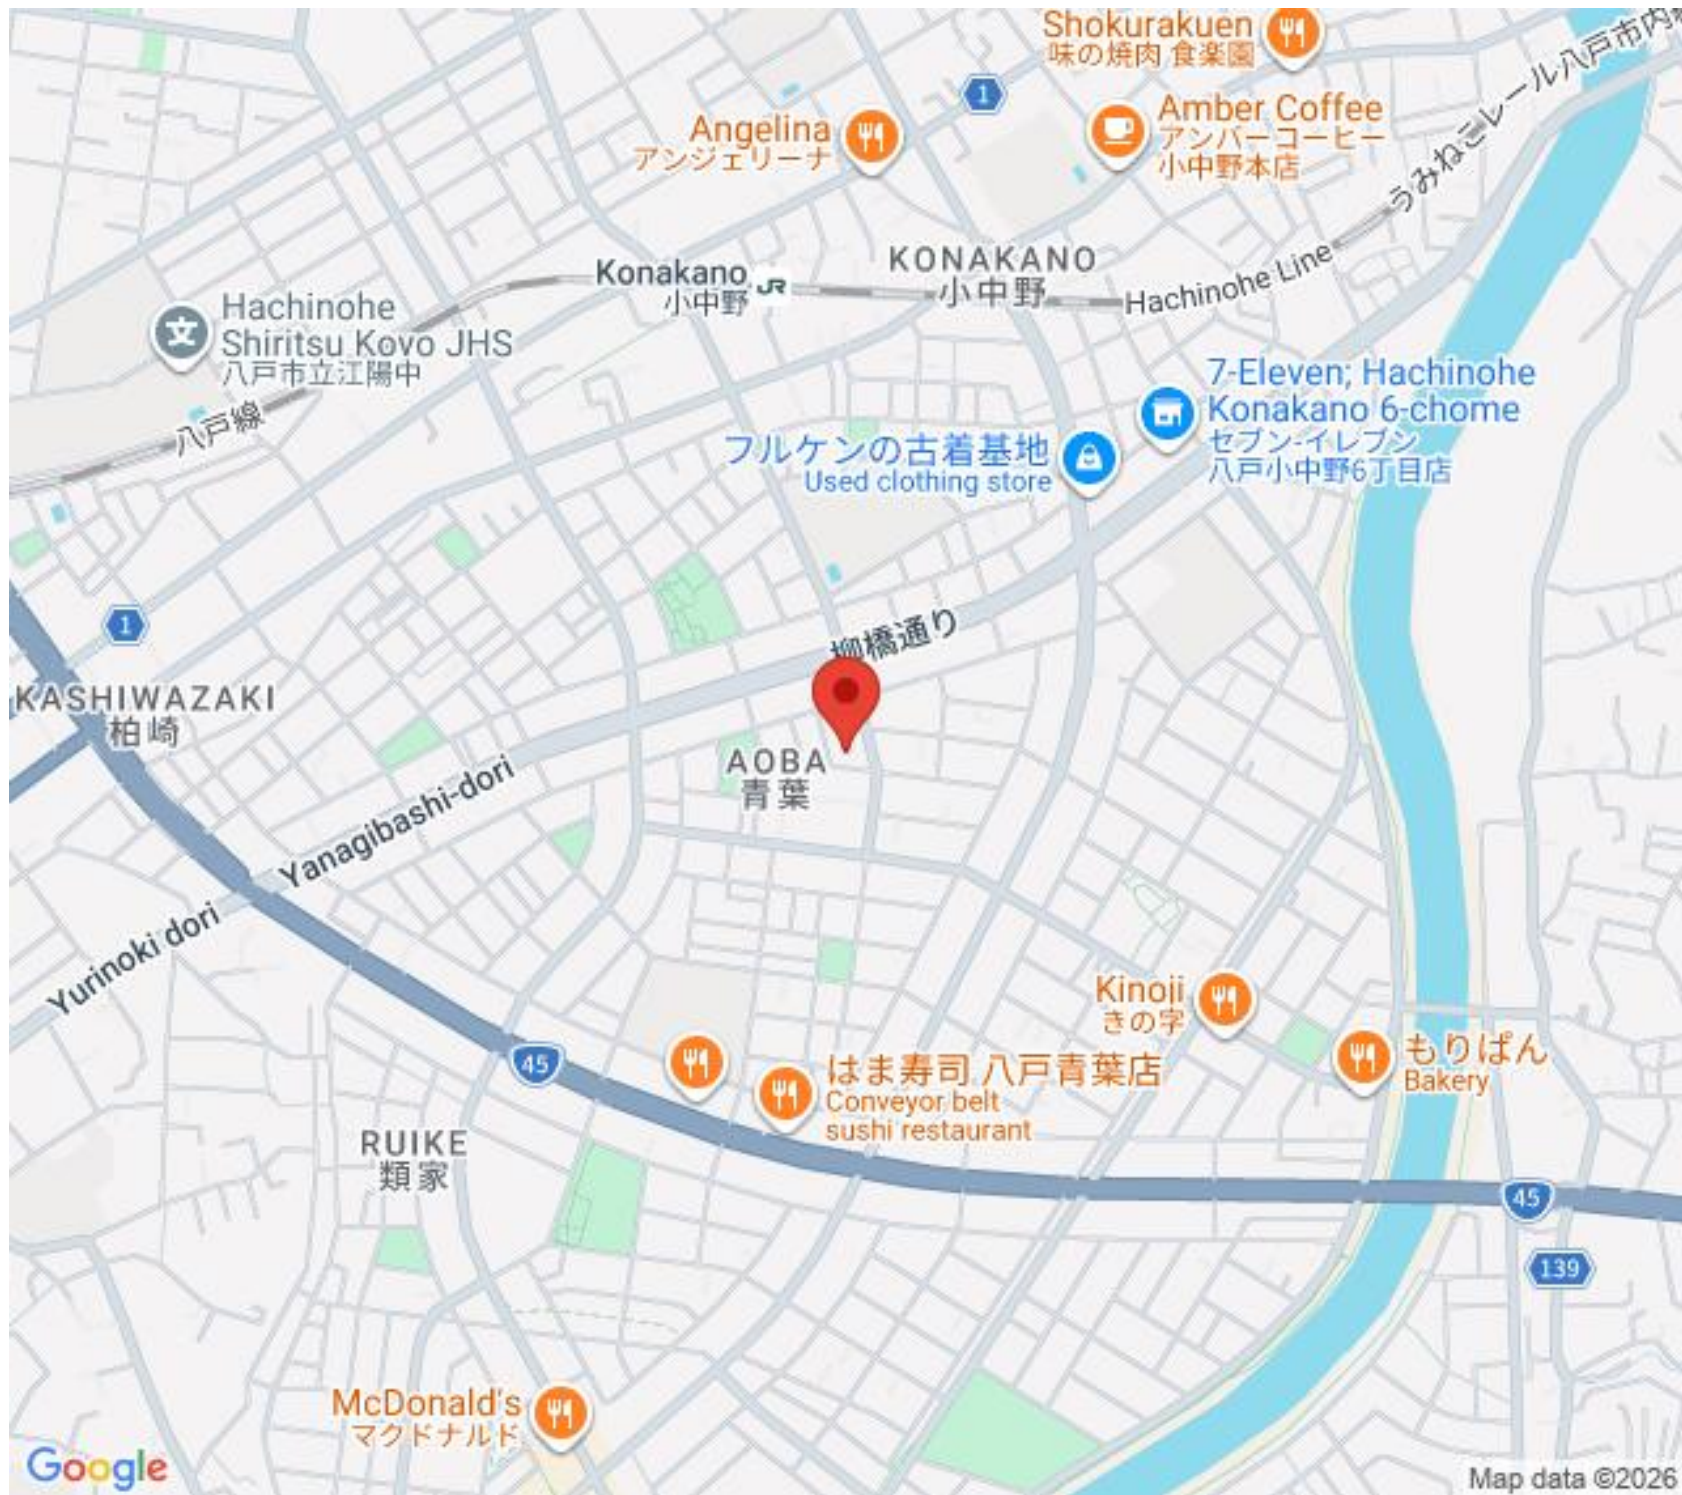 Shokurakuen
味の焼肉 食楽園
1
Amber Coffee
アンバーコーヒー
小中野本店
Angelina
アンジェリーナ
うみねこレール八戸市内線
KONAKANO
小中野
Konakano
小中野
JR
Hachinohe Line
Hachinohe
Shiritsu Koyo JHS
八戸市立江陽中
文
八戸線
7-Eleven; Hachinohe
Konakano 6-chome
セブン-イレブン
八戸小中野6丁目店
フルケンの古着基地
Used clothing store
1
柳橋通り
KASHIWAZAKI
柏崎
AOBA
青葉
Yanagibashi-dori
Yurinoki dori
Kinoji
きの字
もりぱん
Bakery
45
はま寿司 八戸青葉店
Conveyor belt
sushi restaurant
RUIKE
類家
45
139
McDonald's
マクドナルド
Google
Map data ©2026